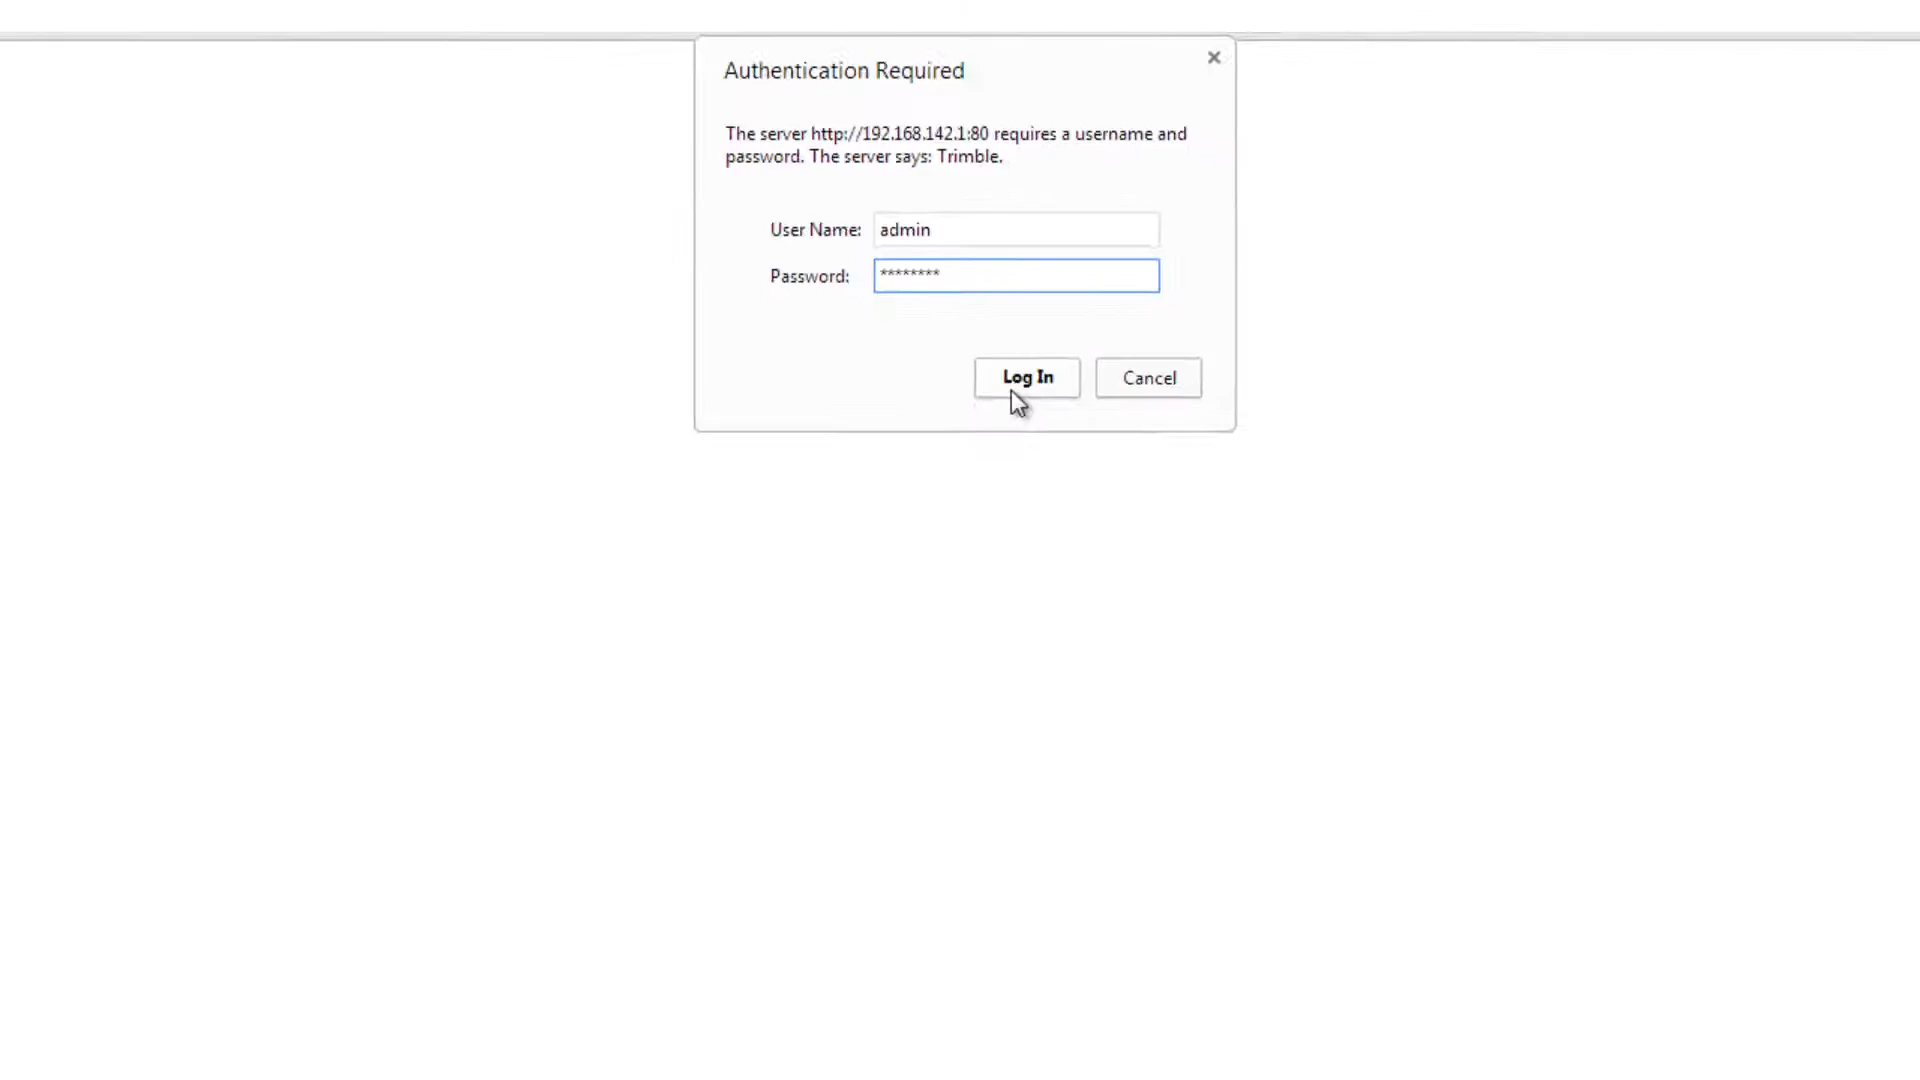 Authentication Required
The server http://192.168.142.1:80 requires a username and
password. The server says: Trimble.
User Name: admin
Password: ********
Log In Cancel